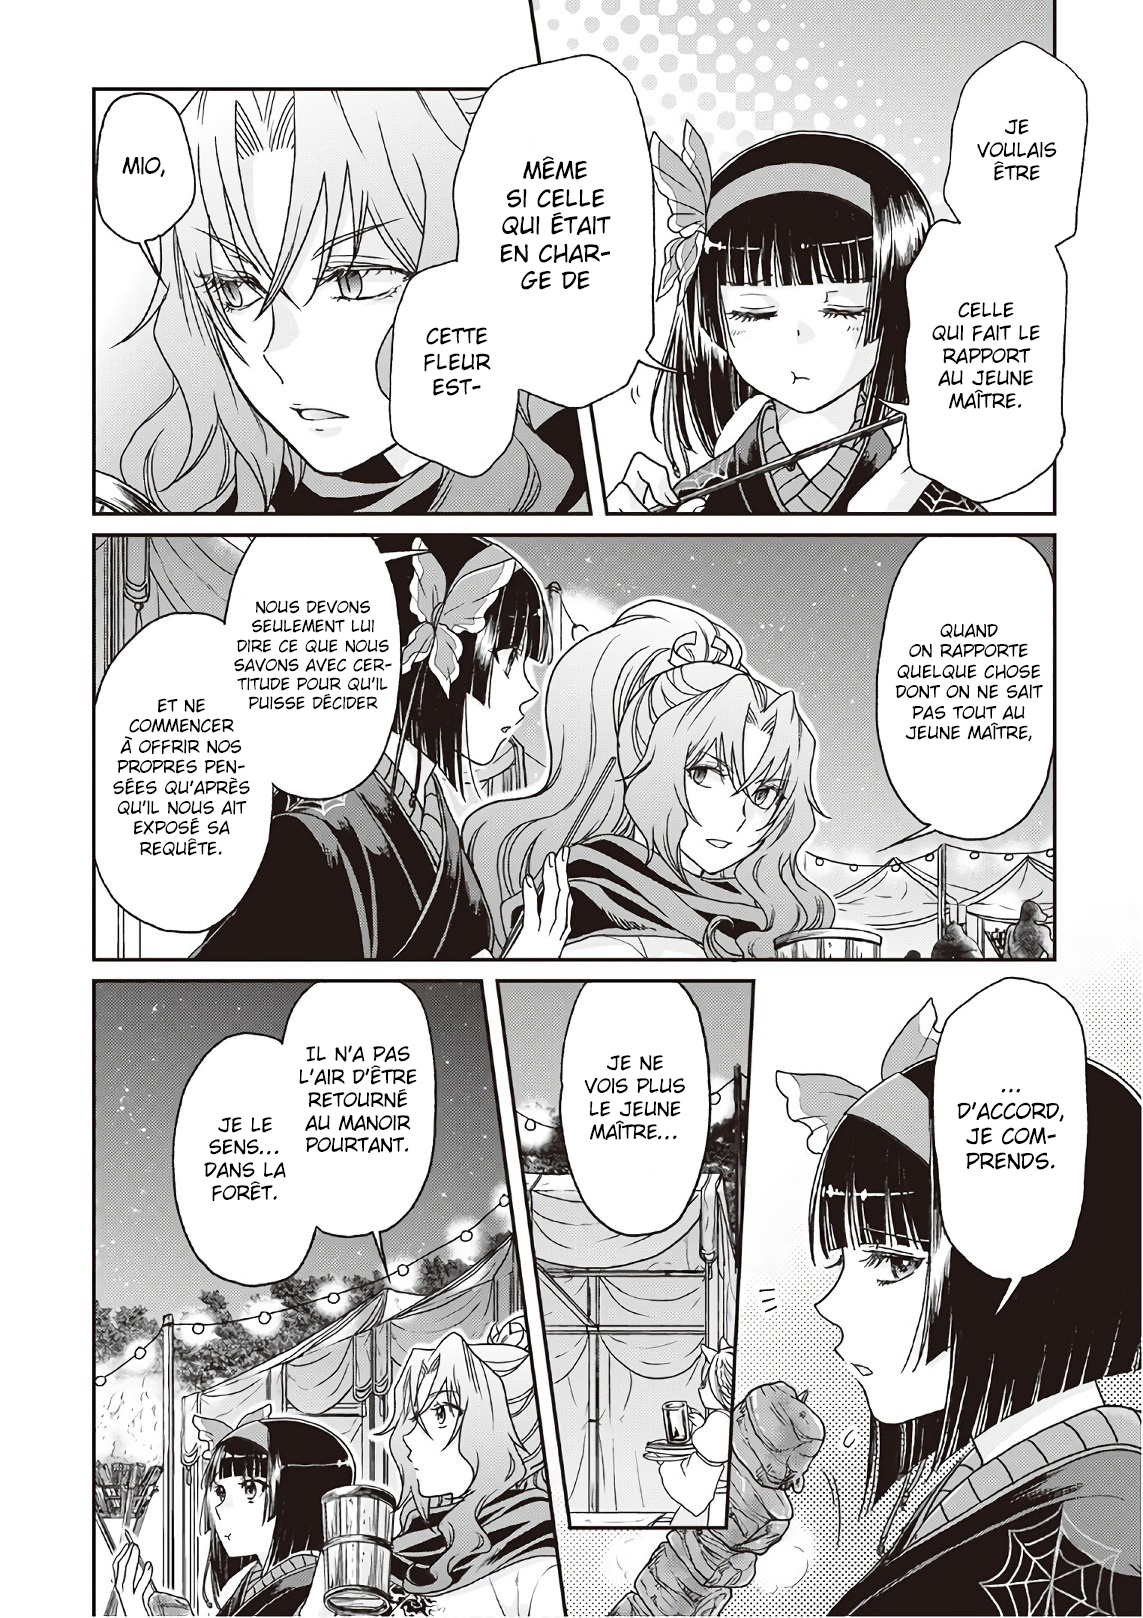 JE
VOULAIS
ÊTRE
CELLE
QUI FAIT LE
RAPPORT
AU JEUNE
MAÎTRE.
MÊME
SI CELLE
QUI ÉTAIT
EN CHAR-
GE DE
CETTE
FLEUR
EST-
MIO,
QUAND
ON RAPPORTE
QUELQUE CHOSE
DONT ON NE SAIT
PAS TOUT AU
JEUNE MAÎTRE,
NOUS DEVONS
SEULEMENT LUI
DIRE CE QUE NOUS
SAVONS AVEC CER-
TITUDE POUR QU'IL
PUISSE DÉCIDER
ET NE
COMMENCER
À OFFRIR NOS
PROPRES PEN-
SÉES QU'APRÈS
QU'IL NOUS AIT
EXPOSÉ SA
REQUÊTE.
...
D'ACCORD,
JE COM-
PRENDS.
JE NE
VOIS PLUS
LE JEUNE
MAÎTRE...
IL N'A PAS
L'AIR D'ÊTRE
RETOURNÉ
AU MANOIR
POURTANT.
JE LE
SENS...
DANS LA
FORÊT.